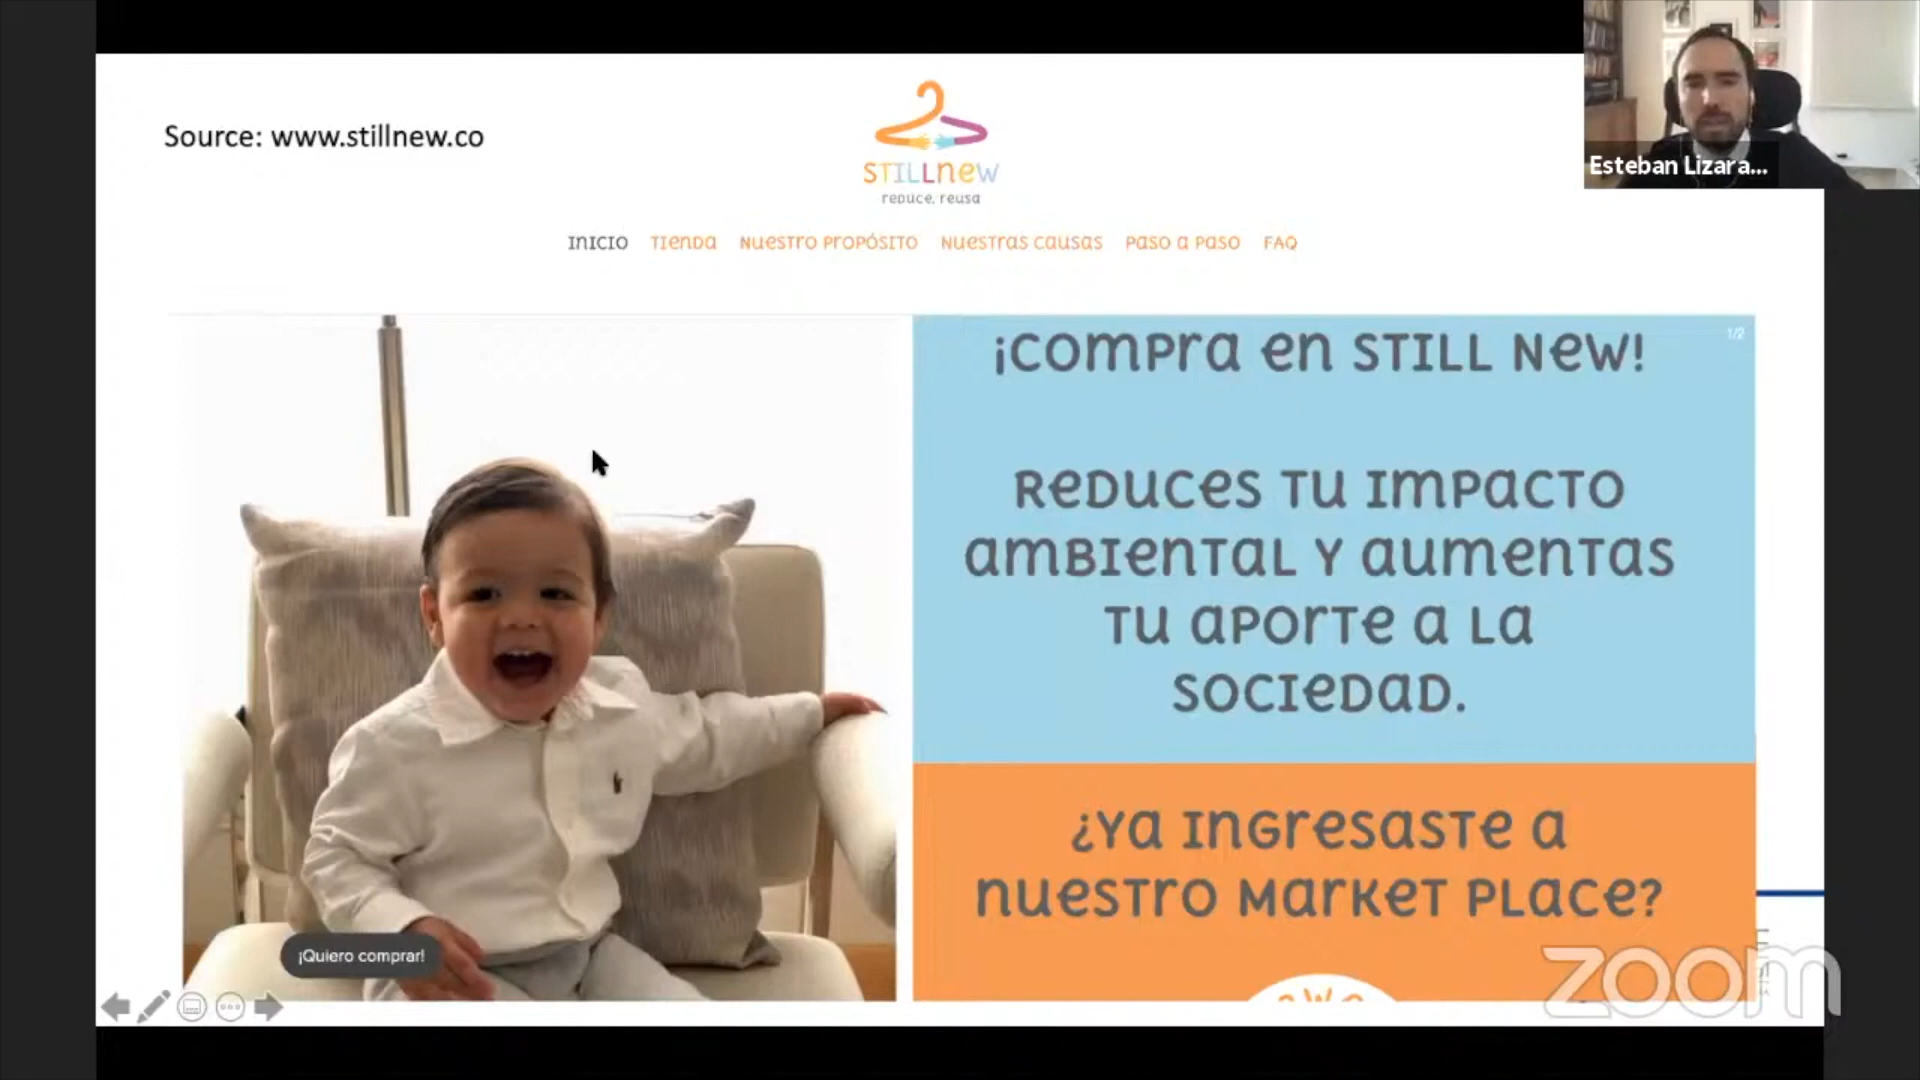 Source: www.stillnew.co
STILLNEW
reduce, reusa
Esteban Lizara...
INICIO TIENDA NUESTRO PROPÓSITO NUESTRAS CAUSAS PASO A PASO FAQ
¡COMPRA EN STILL NEW!
1/2
REDUCES TU IMPACTO
AMBIENTAL Y AUMENTAS
TU APORTE A LA
SOCIEDAD.
¿YA INGRESASTE A
NUESTRO MARKET PLACE?
¡Quiero comprar!
zoom